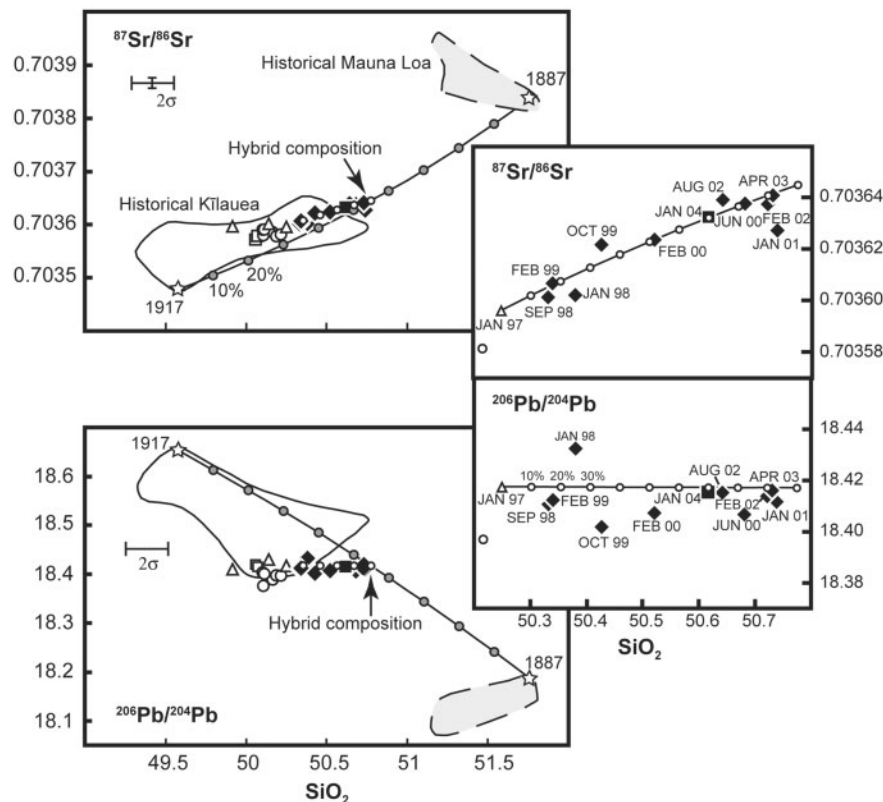 ⁸⁷Sr/⁸⁶Sr
0.7039
0.70338
0.70367
0.70336
0.70335
2σ
Historical Mauna Loa
1887
Hybrid composition
Historical Kīlauea
1917
10%
20%
⁸⁷Sr/⁸⁶Sr
0.70364
0.70362
0.70360
0.70358
AUG 02
APR 03
JAN 04
JUN 00
FEB 02
JAN 01
OCT 99
FEB 00
FEB 99
SEP 98
JAN 98
JAN 97
²⁰⁶Pb/²⁰⁴Pb
18.44
18.42
18.40
18.38
JAN 98
10%
20%
30%
AUG 02
APR 03
JAN 04
JAN 97
FEB 99
SEP 98
FEB 02
FEB 00
JUN 00
JAN 01
OCT 99
50.3
50.4
50.5
50.6
50.7
SiO₂
1917
18.6
18.5
18.4
18.3
18.2
18.1
2σ
Hybrid composition
1887
²⁰⁶Pb/²⁰⁴Pb
49.5
50
50.5
51
51.5
SiO₂